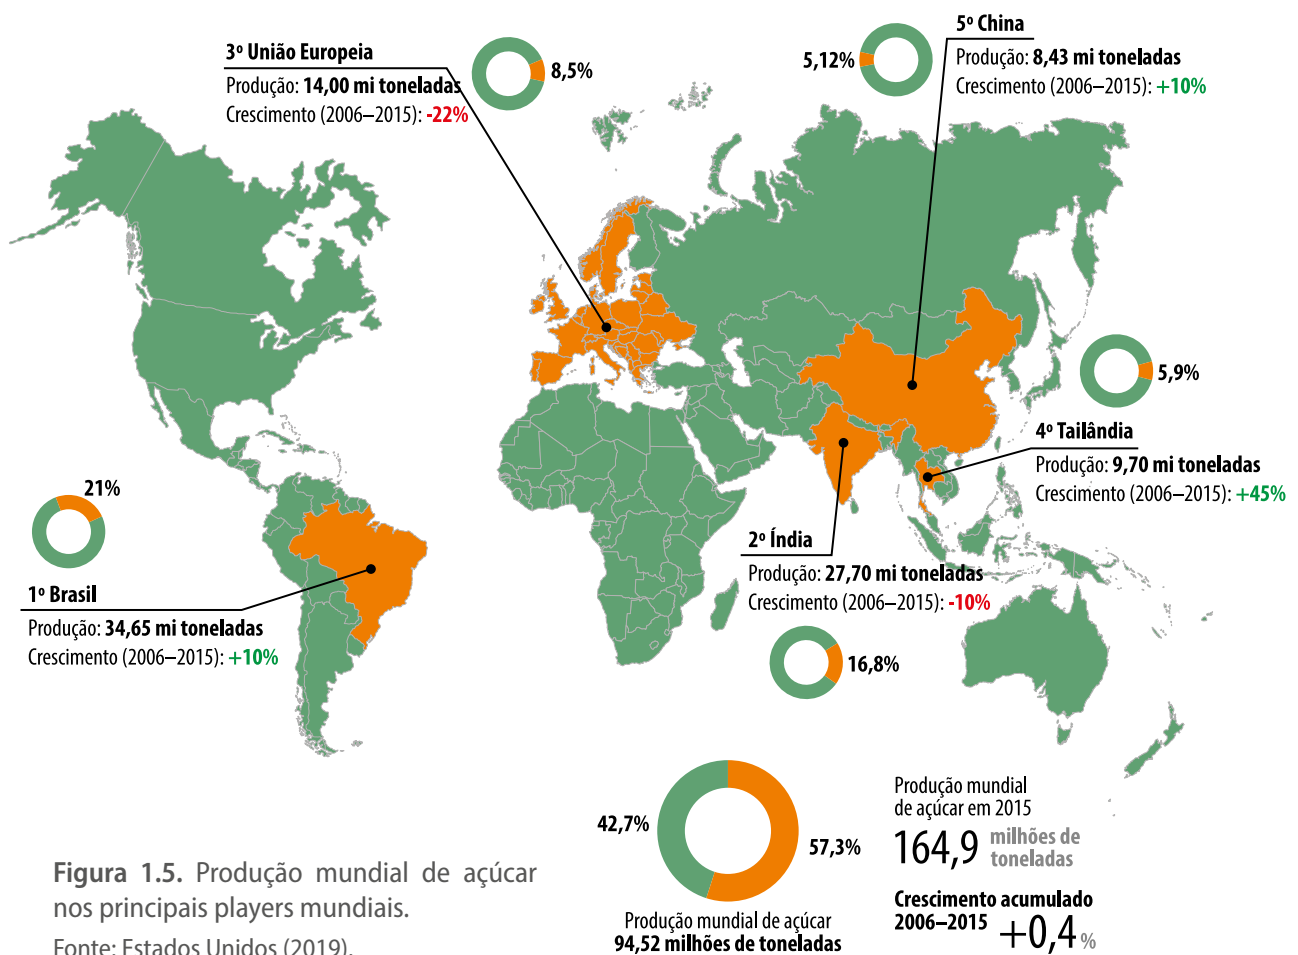 3º União Europeia
Produção: 14,00 mi toneladas
Crescimento (2006–2015): -22%
8,5%
5,12%
5º China
Produção: 8,43 mi toneladas
Crescimento (2006–2015): +10%
5,9%
4º Tailândia
Produção: 9,70 mi toneladas
Crescimento (2006–2015): +45%
21%
1º Brasil
Produção: 34,65 mi toneladas
Crescimento (2006–2015): +10%
2º Índia
Produção: 27,70 mi toneladas
Crescimento (2006–2015): -10%
16,8%
42,7%
57,3%
Produção mundial de açúcar
94,52 milhões de toneladas
Produção mundial
de açúcar em 2015
164,9 milhões de
toneladas
Crescimento acumulado
2006–2015 +0,4 %
Figura 1.5. Produção mundial de açúcar
nos principais players mundiais.
Fonte: Estados Unidos (2019).